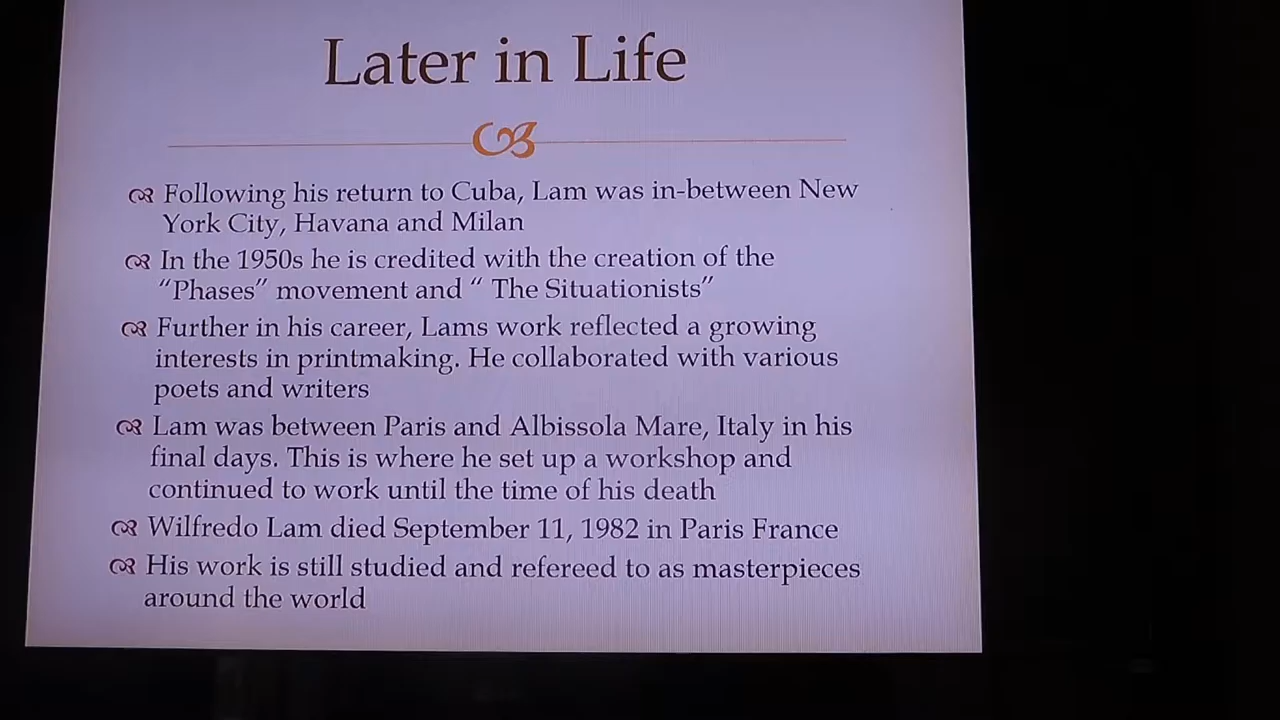 Later in Life
Following his return to Cuba, Lam was in-between New
York City, Havana and Milan
In the 1950s he is credited with the creation of the
“Phases” movement and “ The Situationists”
Further in his career, Lams work reflected a growing
interests in printmaking. He collaborated with various
poets and writers
Lam was between Paris and Albissola Mare, Italy in his
final days. This is where he set up a workshop and
continued to work until the time of his death
Wilfredo Lam died September 11, 1982 in Paris France
His work is still studied and refereed to as masterpieces
around the world